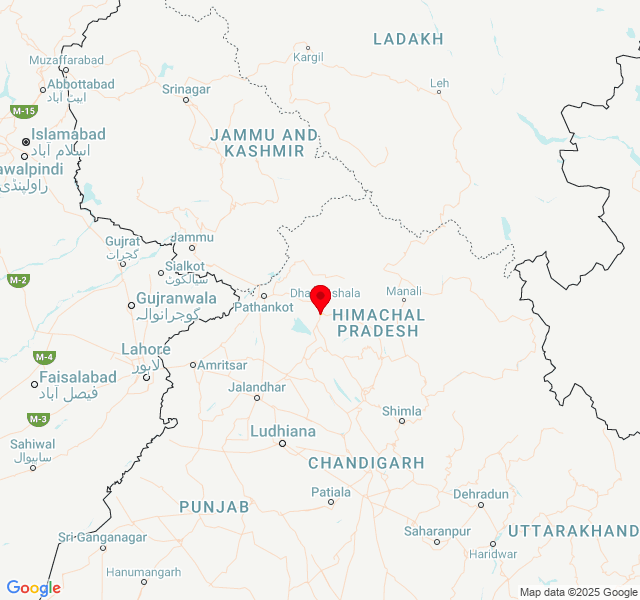 LADAKH
Kargil
Muzaffarabad
Leh
Abbottabad
ایبٹ آباد
Srinagar
M-15
Islamabad
اسلام آباد
JAMMU AND
KASHMIR
awalpindi
راولپنڈی
Gujrat
گجرات
Jammu
Sialkot
سیالکوٹ
M-2
Manali
Gujranwala
گوجرانوالہ
Pathankot
HIMACHAL
PRADESH
Lahore
لاہور
M-4
Amritsar
Faisalabad
فیصل آباد
Jalandhar
M-3
Shimla
Ludhiana
Sahiwal
ساہیوال
CHANDIGARH
Patiala
Dehradun
PUNJAB
Saharanpur
UTTARAKHAND
Sri Ganganagar
Haridwar
Hanumangarh
Google
Map data ©2025 Google